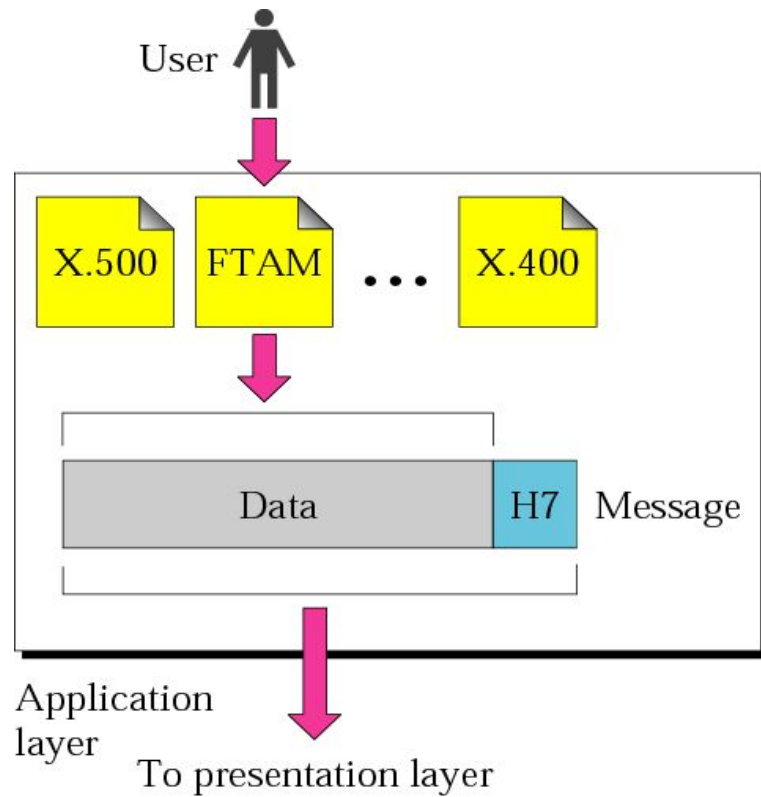 User
X.500 FTAM ... X.400
Data H7 Message
Application
layer
To presentation layer